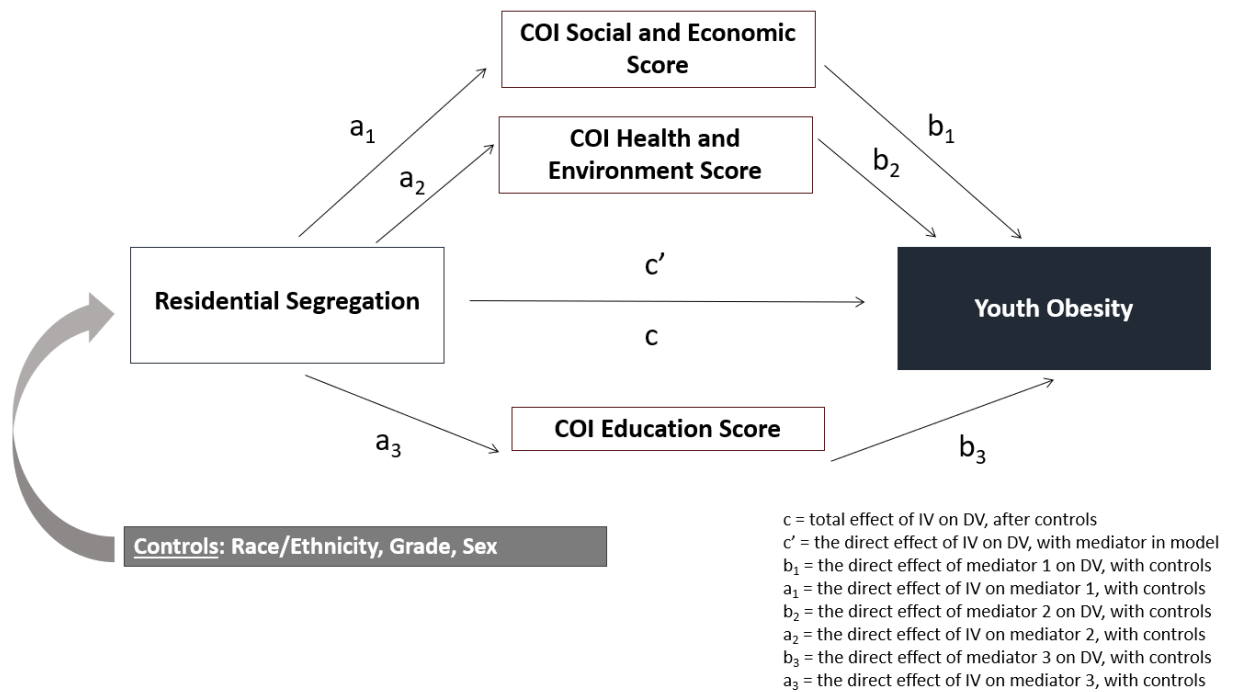 COI Social and Economic
Score
a₁
b₁
COI Health and
Environment Score
a₂
b₂
Residential Segregation
c’
c
Youth Obesity
COI Education Score
a₃
b₃
Controls: Race/Ethnicity, Grade, Sex
c = total effect of IV on DV, after controls
c’ = the direct effect of IV on DV, with mediator in model
b₁ = the direct effect of mediator 1 on DV, with controls
a₁ = the direct effect of IV on mediator 1, with controls
b₂ = the direct effect of mediator 2 on DV, with controls
a₂ = the direct effect of IV on mediator 2, with controls
b₃ = the direct effect of mediator 3 on DV, with controls
a₃ = the direct effect of IV on mediator 3, with controls